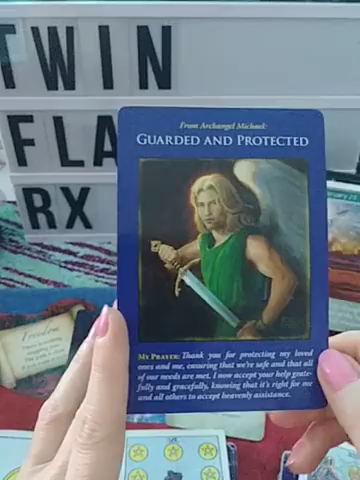 TWIN
FLA
RX
From Archangel Michael:
GUARDED AND PROTECTED
MY PRAYER: Thank you for protecting my loved
ones and me, ensuring that we're safe and that all
of our needs are met. I now accept your help grate-
fully and gracefully, knowing that it's right for me
and all others to accept heavenly assistance.
Freedom